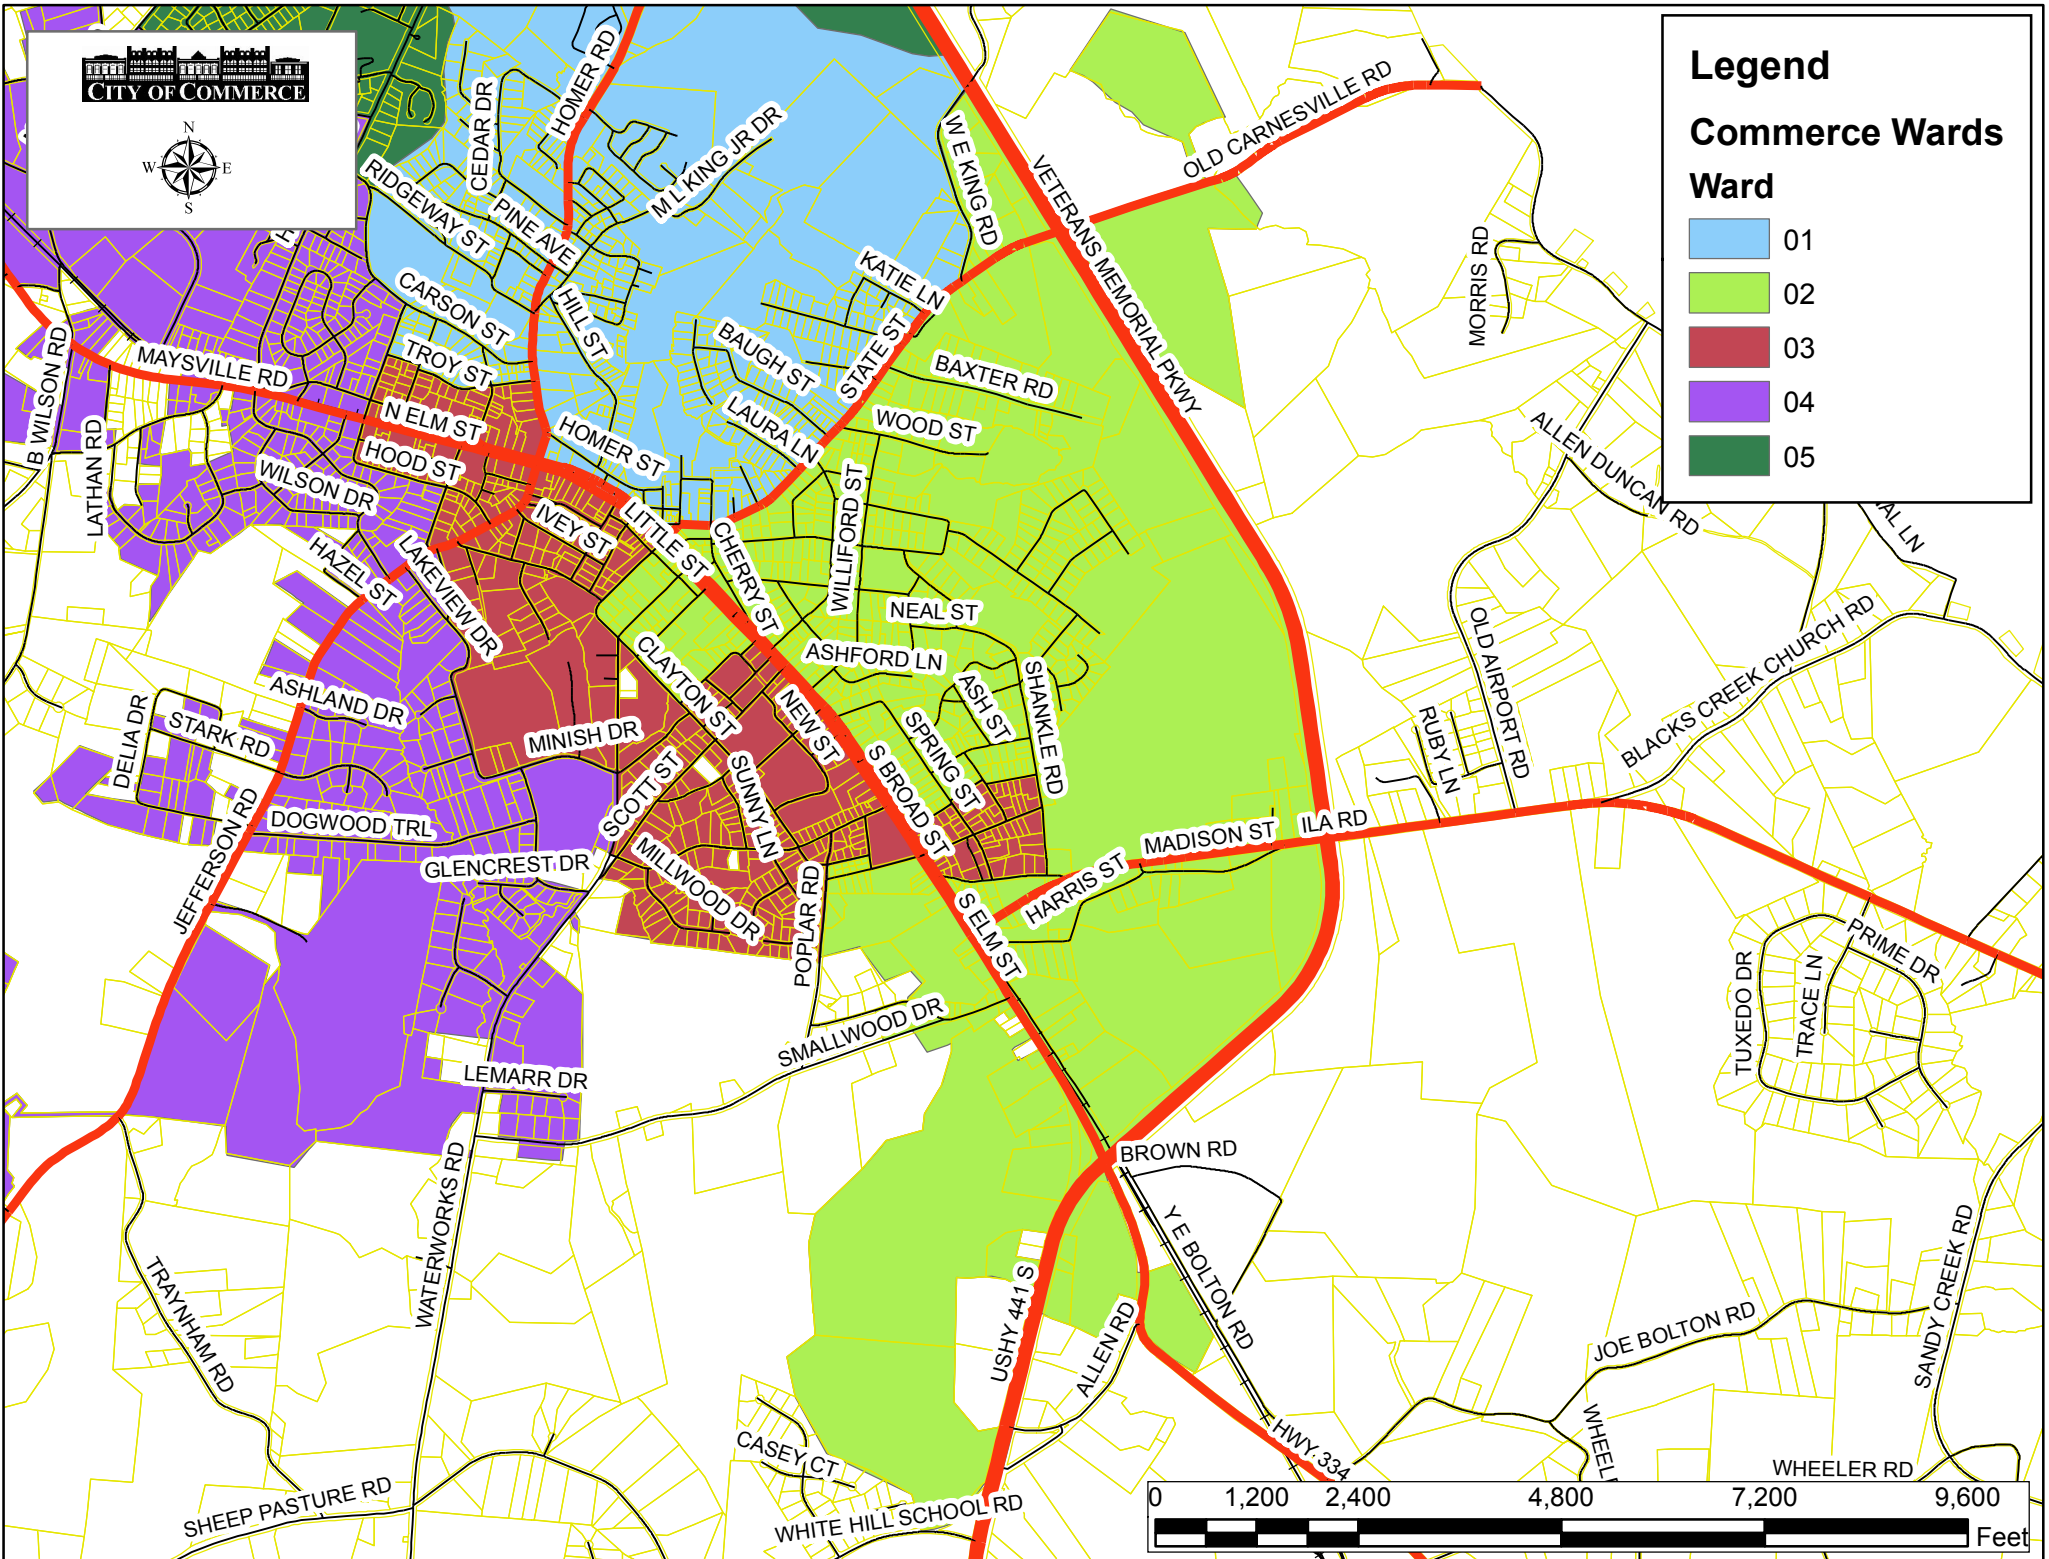 CITY OF COMMERCE
N
W
E
S
Legend
Commerce Wards
Ward
01
02
03
04
05
HOMER RD
CEDAR DR
M L KING JR DR
RIDGEWAY ST
PINE AVE
W E KING RD
OLD CARNESVILLE RD
VETERANS MEMORIAL PKWY
KATIE LN
CARSON ST
HILL ST
TROY ST
BAUGH ST
STATE ST
BAXTER RD
MORRIS RD
B WILSON RD
MAYSVILLE RD
N ELM ST
LAURA LN
WOOD ST
HOMER ST
HOOD ST
LATHAN RD
WILSON DR
ALLEN DUNCAN RD
IVEY ST
LITTLE ST
CHERRY ST
WILLIFORD ST
HAZEL ST
LAKEVIEW DR
NEAL ST
OLD AIRPORT RD
BLACKS CREEK CHURCH RD
CLAYTON ST
ASHFORD LN
SHANKLE RD
ASH ST
ASHLAND DR
DELIA DR
STARK RD
MINISH DR
NEW ST
SPRING ST
RUBY LN
S BROAD ST
SCOTT ST
SUNNY LN
JEFFERSON RD
DOGWOOD TRL
MADISON ST
ILA RD
GLENCREST DR
MILLWOOD DR
POPLAR RD
HARRIS ST
S ELM ST
PRIME DR
TUXEDO DR
TRACE LN
SMALLWOOD DR
LEMARR DR
WATERWORKS RD
BROWN RD
Y E BOLTON RD
TRAYNHAM RD
USHY 441 S
ALLEN RD
JOE BOLTON RD
SANDY CREEK RD
CASEY CT
HWY 334
WHEELER RD
SHEEP PASTURE RD
WHITE HILL SCHOOL RD
0 1,200 2,400 4,800 7,200 9,600
Feet